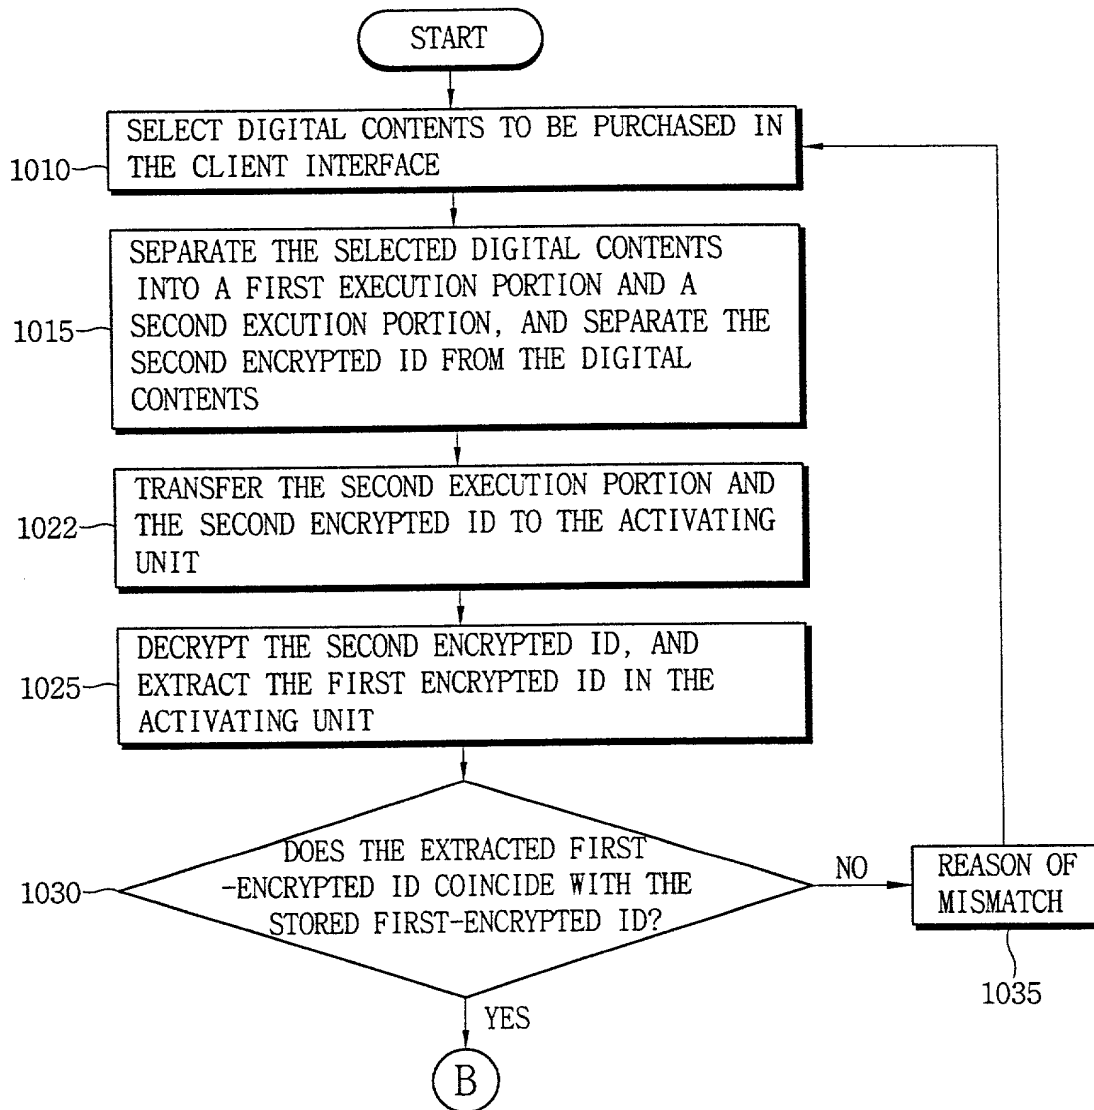 START
SELECT DIGITAL CONTENTS TO BE PURCHASED IN
THE CLIENT INTERFACE
1010
SEPARATE THE SELECTED DIGITAL CONTENTS
INTO A FIRST EXECUTION PORTION AND A
SECOND EXCUTION PORTION, AND SEPARATE THE
SECOND ENCRYPTED ID FROM THE DIGITAL
CONTENTS
1015
TRANSFER THE SECOND EXECUTION PORTION AND
THE SECOND ENCRYPTED ID TO THE ACTIVATING
UNIT
1022
DECRYPT THE SECOND ENCRYPTED ID, AND
EXTRACT THE FIRST ENCRYPTED ID IN THE
ACTIVATING UNIT
1025
DOES THE EXTRACTED FIRST
-ENCRYPTED ID COINCIDE WITH THE
STORED FIRST-ENCRYPTED ID?
1030
NO
REASON OF
MISMATCH
1035
YES
B